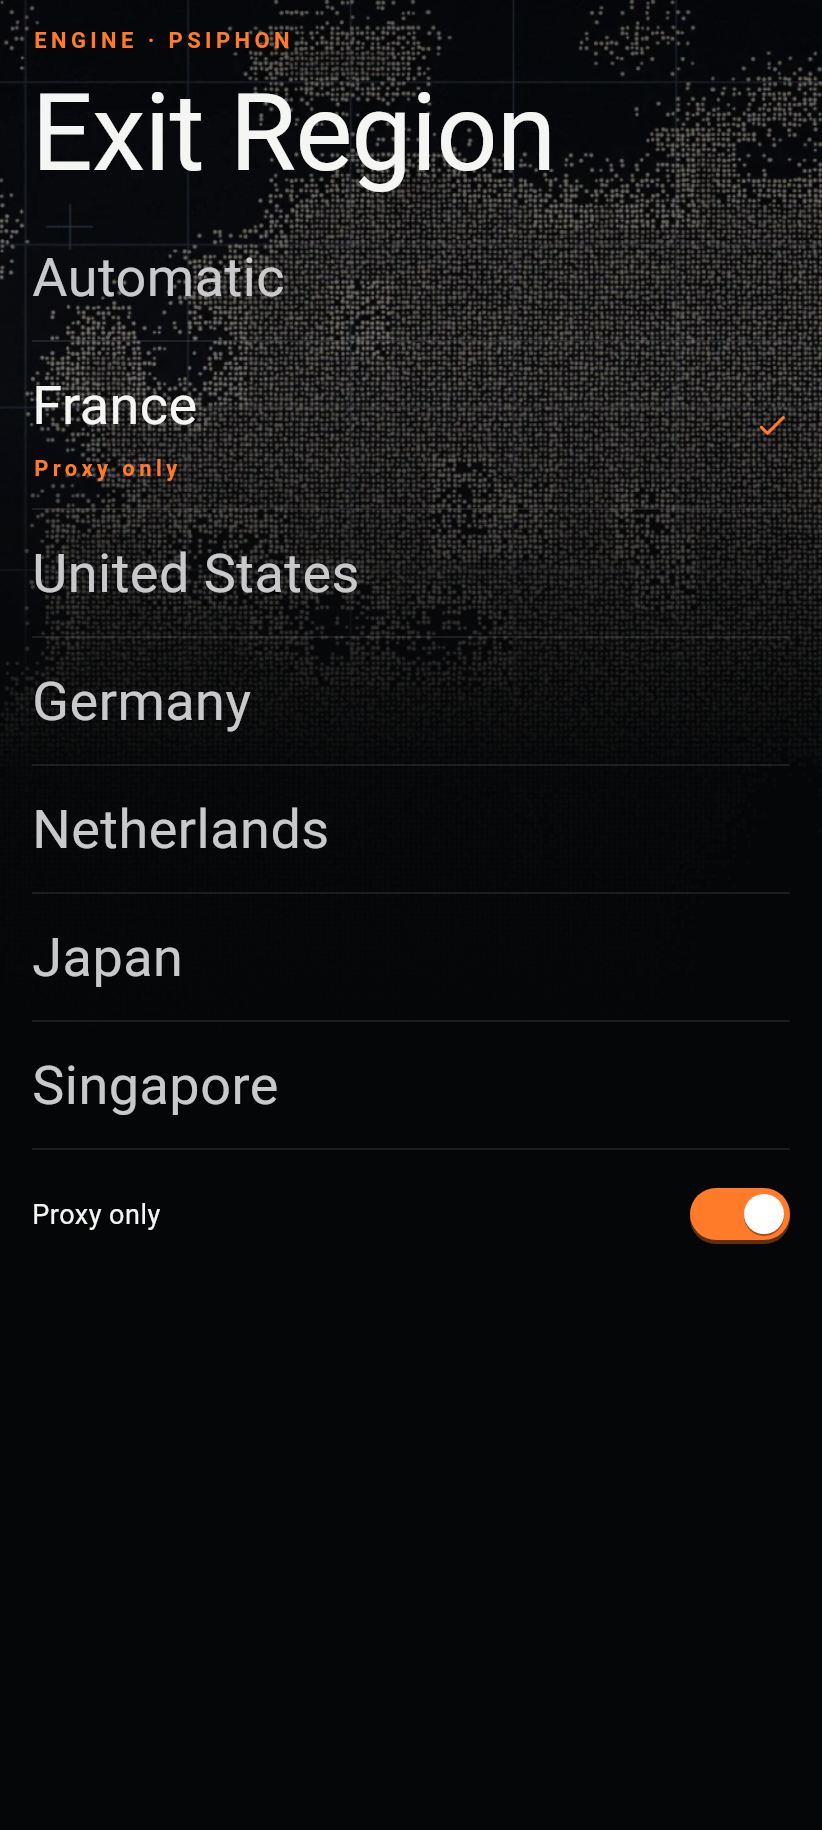 ENGINE · PSIPHON
Exit Region
Automatic
France
Proxy only
United States
Germany
Netherlands
Japan
Singapore
Proxy only